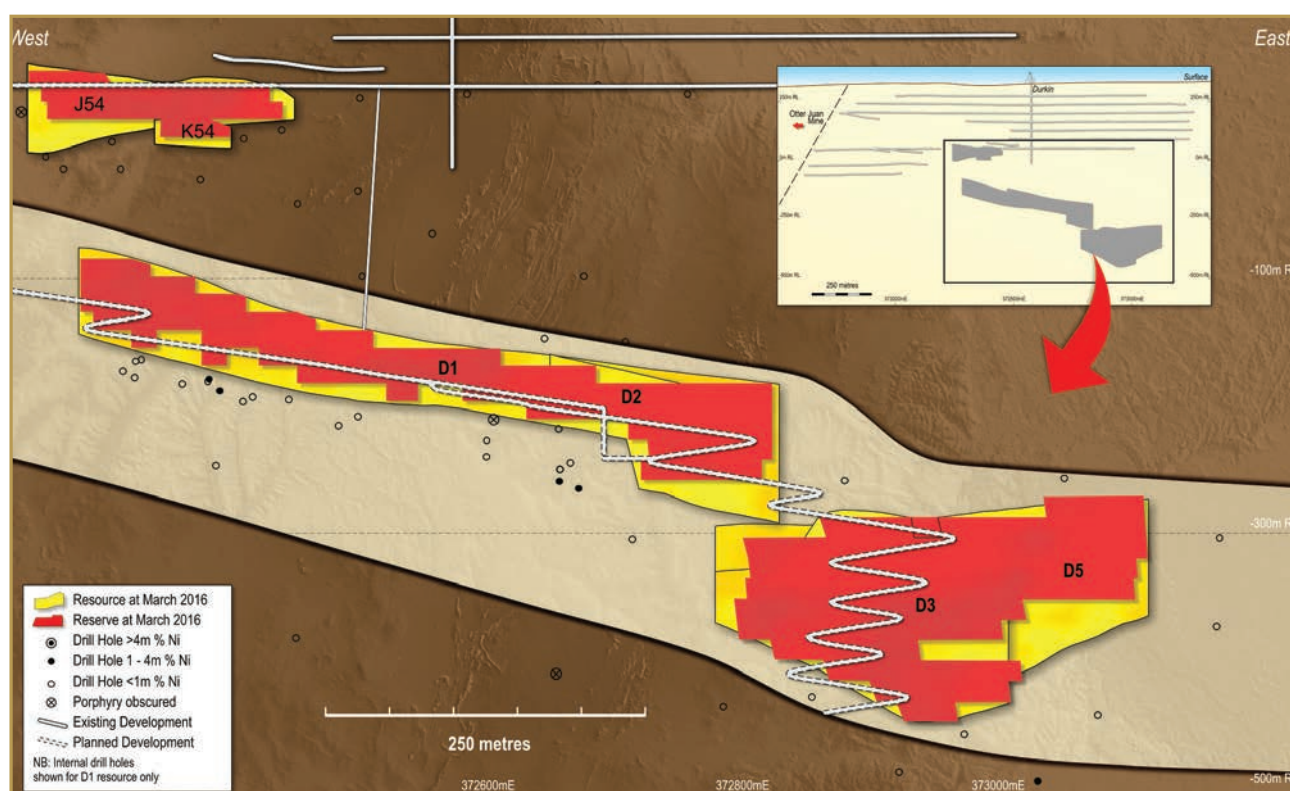 West
East
J54
K54
D1
D2
D3
D5
-100m RL
-300m R
-500m R
Surface
Durkin
Otter Juan
Mine
250 metres
Resource at March 2016
Reserve at March 2016
Drill Hole >4m % Ni
Drill Hole 1 - 4m % Ni
Drill Hole <1m % Ni
Porphyry obscured
Existing Development
Planned Development
NB: Internal drill holes
shown for D1 resource only
250 metres
372600mE
372800mE
373000mE